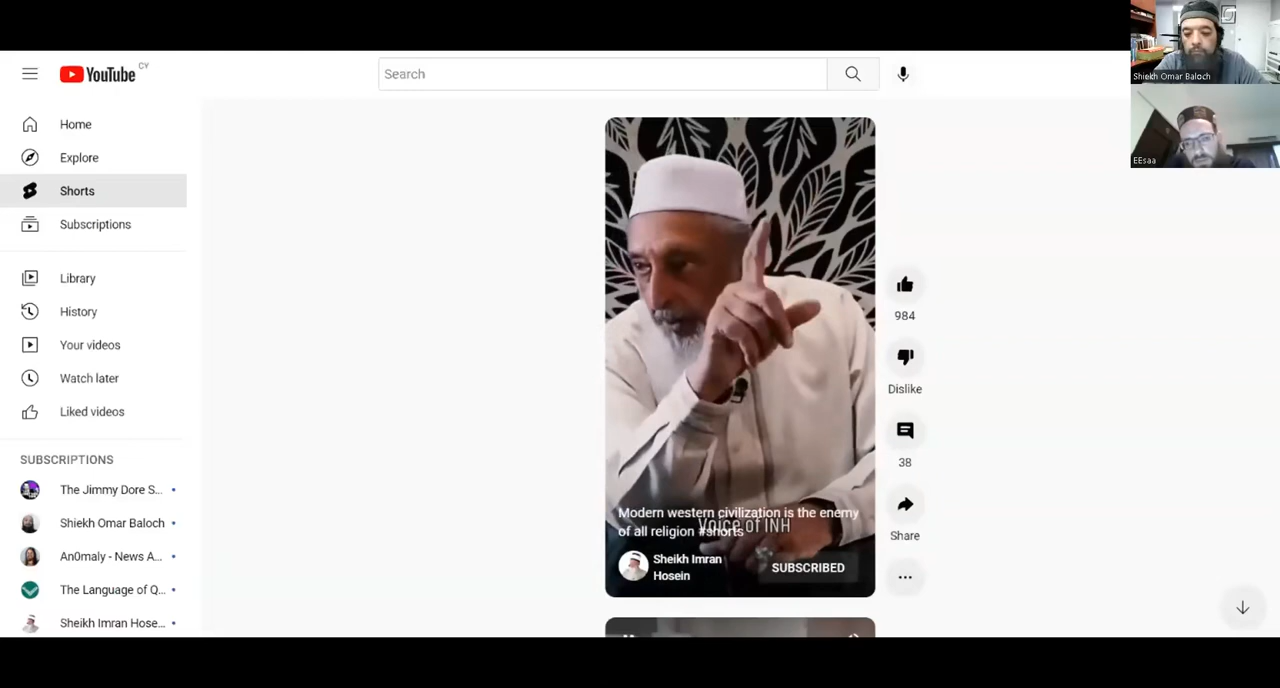 YouTube CY
Search
Shiekh Omar Baloch
EEsaa
Home
Explore
Shorts
Subscriptions
Library
History
Your videos
Watch later
Liked videos
SUBSCRIPTIONS
The Jimmy Dore S...
Shiekh Omar Baloch
An0maly - News A...
The Language of Q...
Sheikh Imran Hose...
Modern western civilization is the enemy
of all religion #shorts
Voice of INH
Sheikh Imran
Hosein
SUBSCRIBED
984
Dislike
38
Share